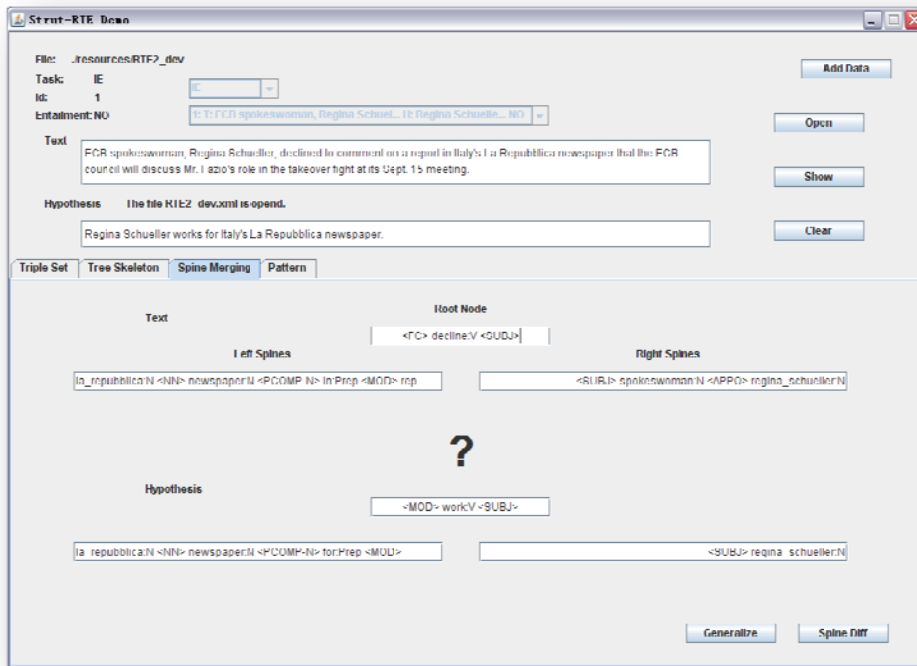 Strut-RTE Demo
File: ./resources/RTE2_dev
Add Data
Task: IE
IE
Id: 1
Entailment: NO
1: T: ECB spokeswoman, Regina Schuel... H: Regina Schuelle... NO
Open
Text
ECB spokeswoman, Regina Schueller, declined to comment on a report in Italy's La Repubblica newspaper that the ECB
council will discuss Mr. Fazio's role in the takeover fight at its Sept. 15 meeting.
Show
Hypothesis The file RTE2_dev.xml is opend.
Regina Schueller works for Italy's La Repubblica newspaper.
Clear
Triple Set Tree Skeleton Spine Merging Pattern
Root Node
Text
<FC> decline:V <SUBJ>
Left Spines Right Spines
la_repubblica:N <NN> newspaper:N <PCOMP-N> in:Prep <MOD> rep
<SUBJ> spokeswoman:N <APPO> regina_schueller:N
?
Hypothesis
<MOD> work:V <SUBJ>
la_repubblica:N <NN> newspaper:N <PCOMP-N> for:Prep <MOD>
<SUBJ> regina_schueller:N
Generalize Spine Diff